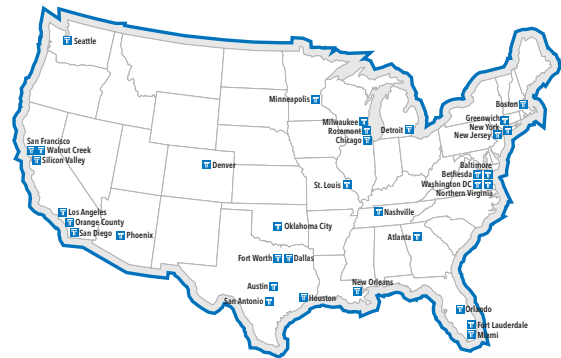 Seattle
Minneapolis
Boston
Milwaukee
Greenwich
Rosemont
Detroit
New York
Chicago
New Jersey
San Francisco
Walnut Creek
Silicon Valley
Denver
Baltimore
Bethesda
St. Louis
Washington DC
Northern Virginia
Los Angeles
Nashville
Orange County
Oklahoma City
San Diego
Phoenix
Atlanta
Fort Worth
Dallas
New Orleans
Austin
San Antonio
Houston
Orlando
Fort Lauderdale
Miami